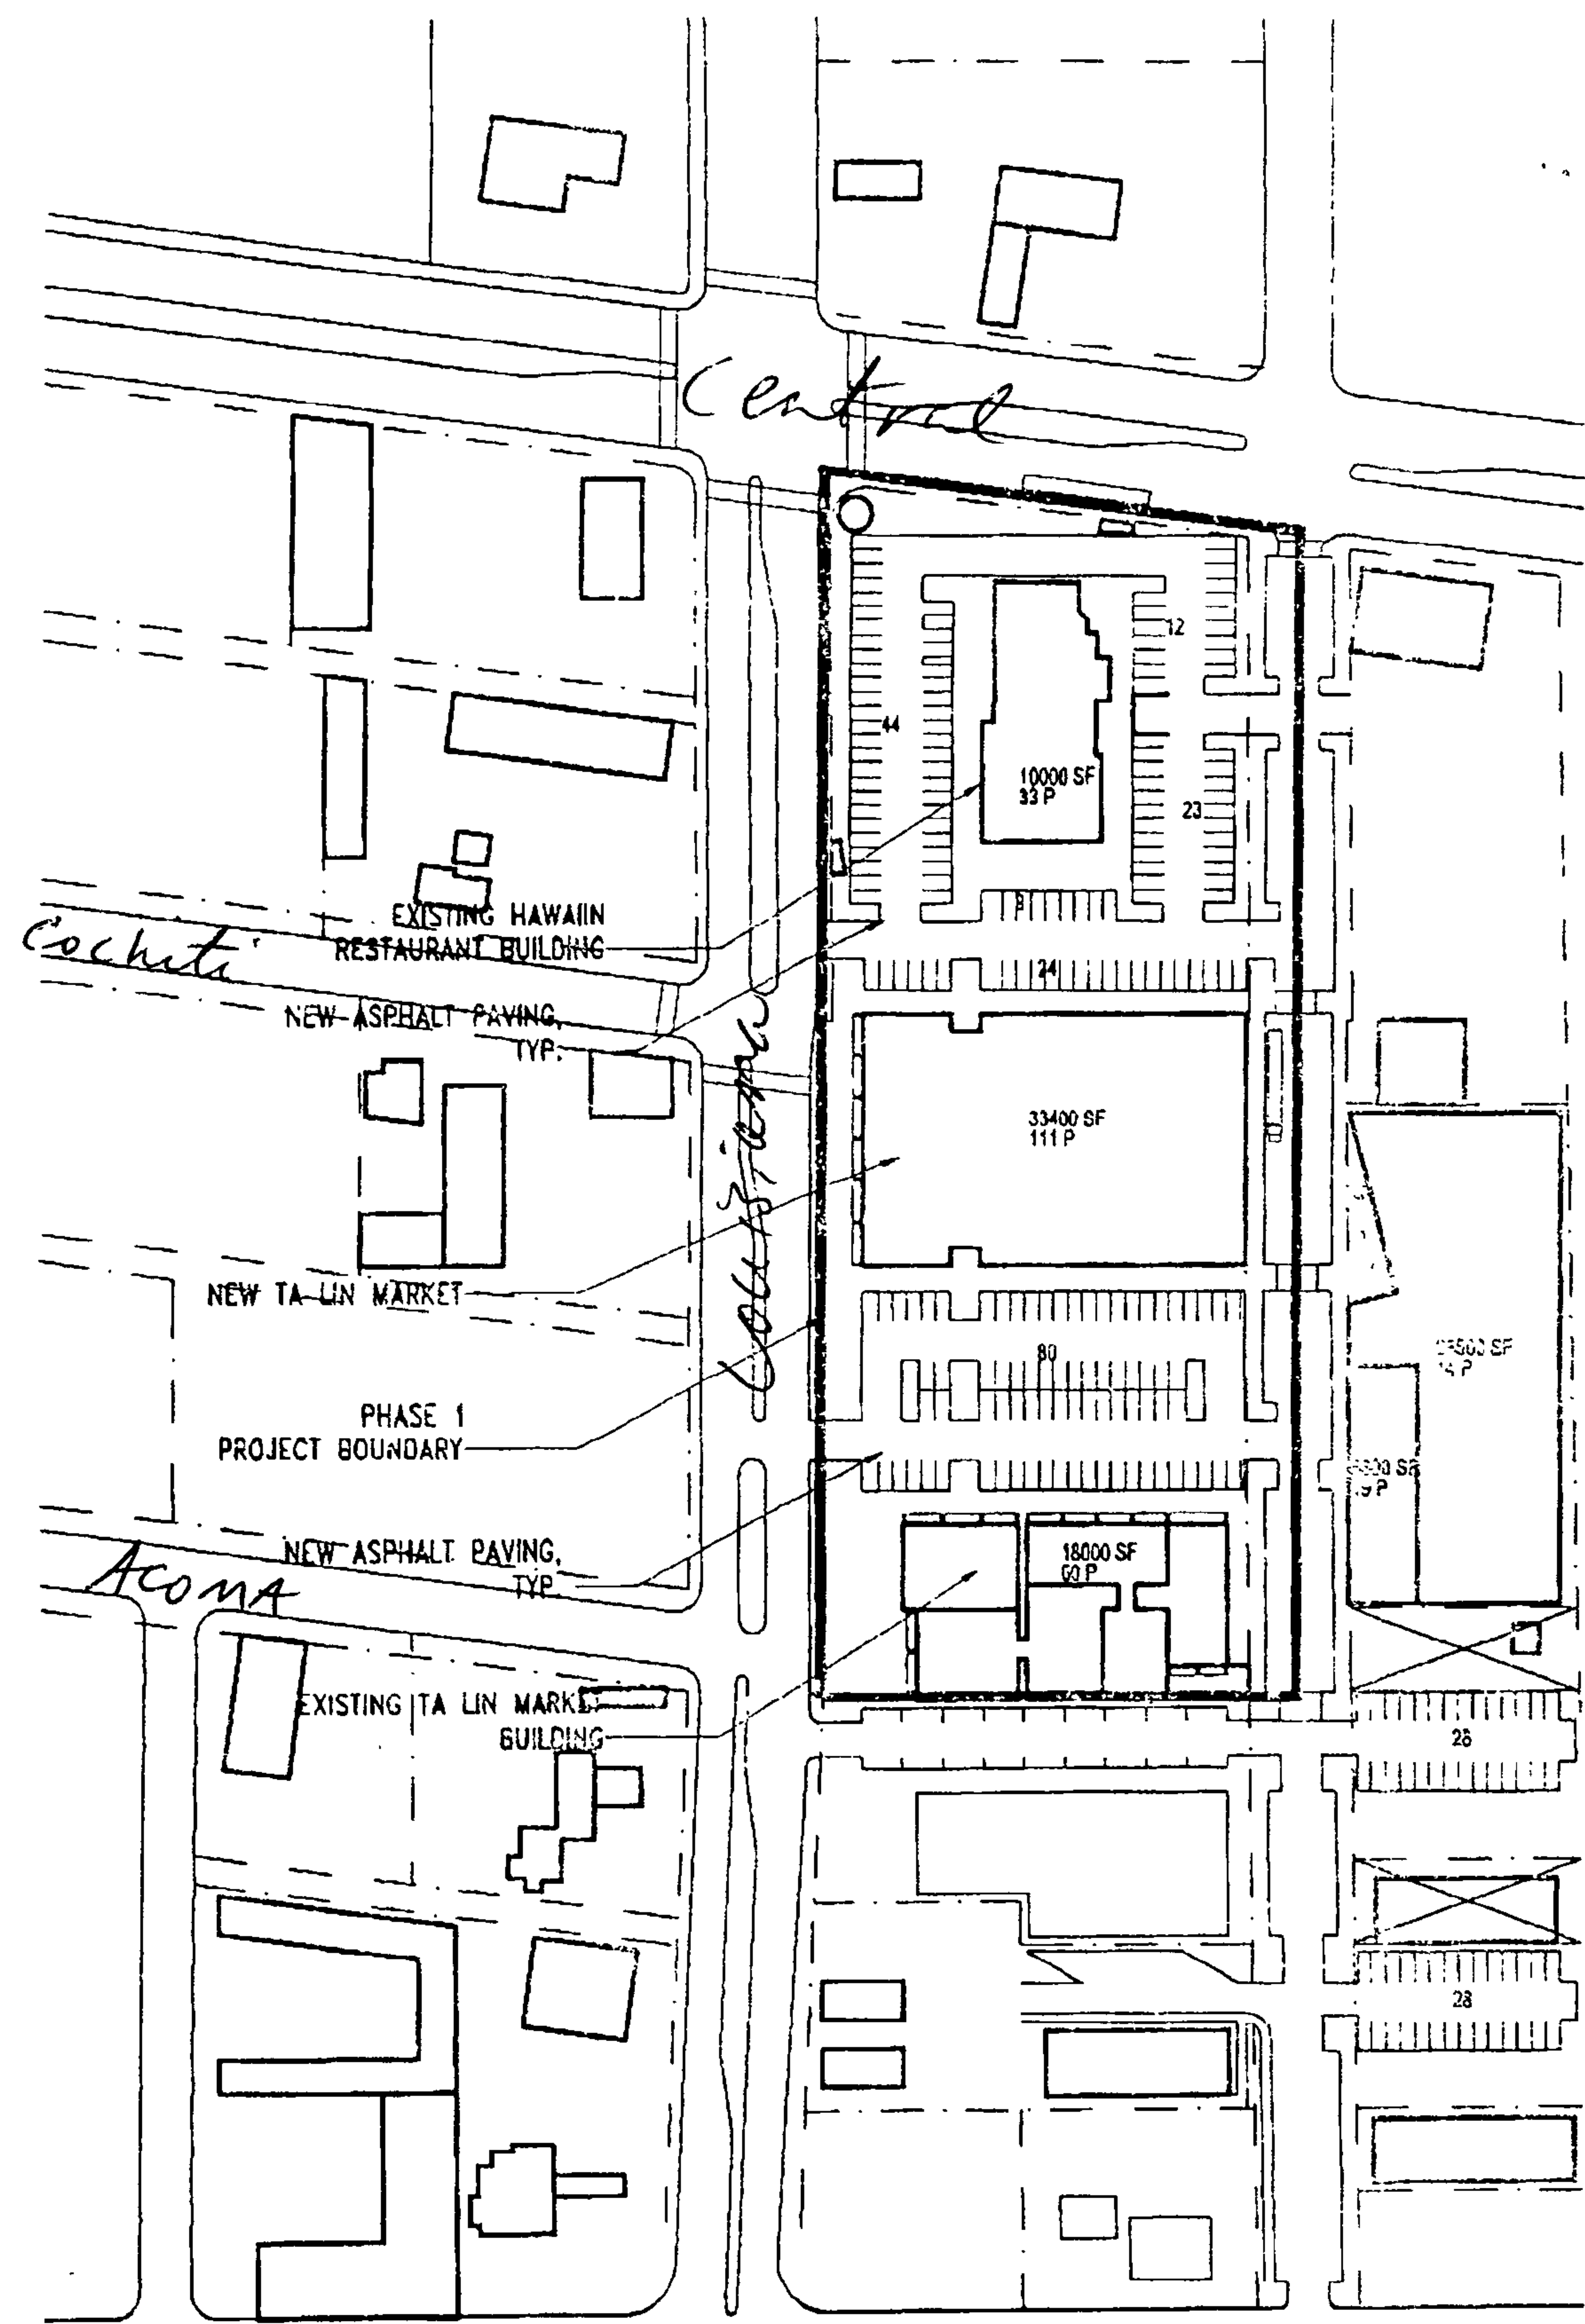 Central
12
44
10000 SF
33 P
23
EXISTING HAWAIIN
RESTAURANT BUILDING
Cochiti
24
NEW ASPHALT PAVING,
TYP.
Louisiana
33400 SF
111 P
NEW TA LIN MARKET
80
PHASE 1
PROJECT BOUNDARY
NEW ASPHALT PAVING,
TYP.
18000 SF
60 P
ACOMA
EXISTING TA LIN MARKET
BUILDING
28
28